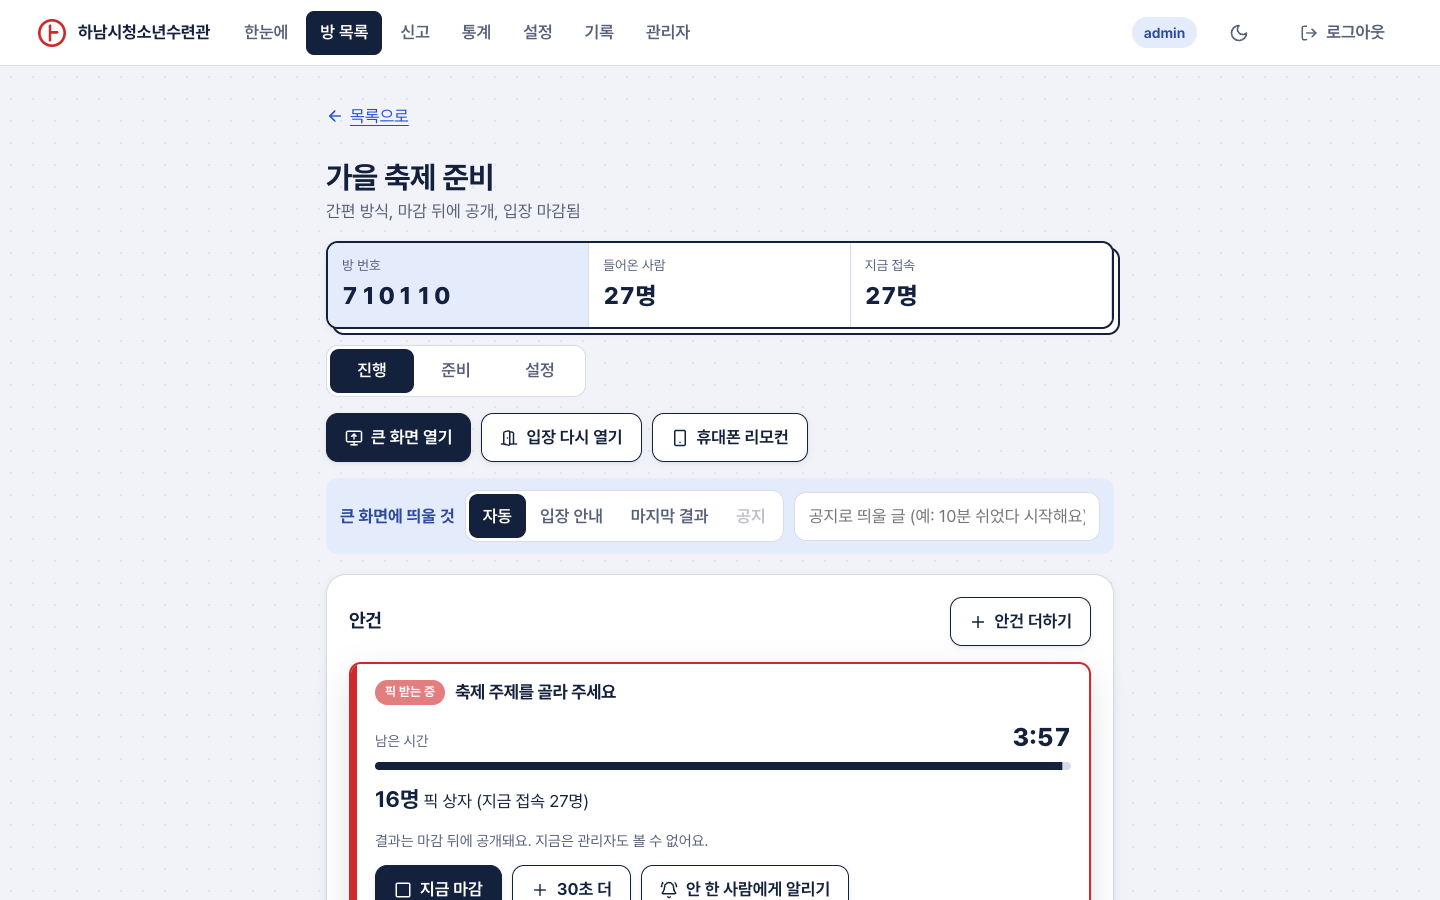 하남시청소년수련관 한눈에 방 목록 신고 통계 설정 기록 관리자 admin 로그아웃
목록으로
가을 축제 준비
간편 방식, 마감 뒤에 공개, 입장 마감됨
방 번호 들어온 사람 지금 접속
710110 27명 27명
진행 준비 설정
큰 화면 열기 입장 다시 열기 휴대폰 리모컨
큰 화면에 띄울 것 자동 입장 안내 마지막 결과 공지 공지로 띄울 글 (예: 10분 쉬었다 시작해요)
안건 안건 더하기
픽 받는 중 축제 주제를 골라 주세요
남은 시간 3:57
16명 픽 상자 (지금 접속 27명)
결과는 마감 뒤에 공개돼요. 지금은 관리자도 볼 수 없어요.
지금 마감 30초 더 안 한 사람에게 알리기